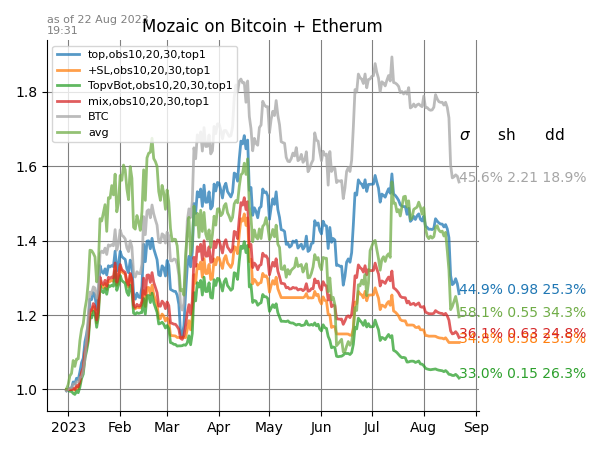 as of 22 Aug 2023
19:31
Mozaic on Bitcoin + Etherum
top,obs10,20,30,top1
+SL,obs10,20,30,top1
TopvBot,obs10,20,30,top1
mix,obs10,20,30,top1
BTC
avg
σ sh dd
45.6% 2.21 18.9%
44.9% 0.98 25.3%
58.1% 0.55 34.3%
36.1% 0.63 24.8%
33.0% 0.15 26.3%
1.8
1.6
1.4
1.2
1.0
2023 Feb Mar Apr May Jun Jul Aug Sep